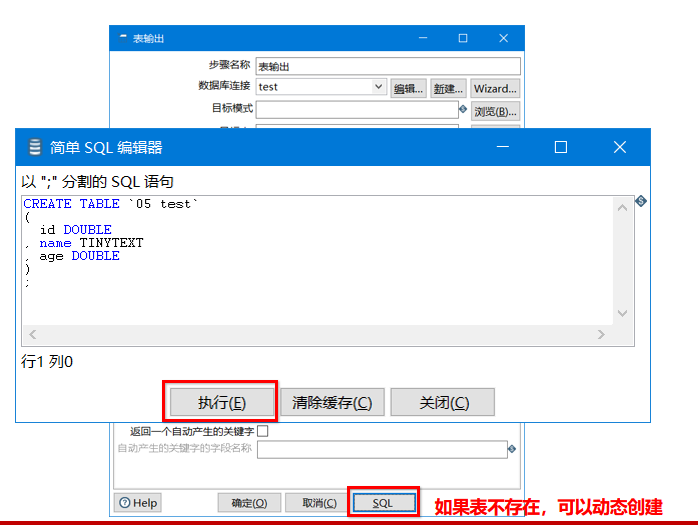 表输出
步骤名称 表输出
数据库连接 test 编辑... 新建... Wizard...
目标模式 浏览(B)...
简单 SQL 编辑器
以 ";" 分割的 SQL 语句
CREATE TABLE `05 test`
(
id DOUBLE
, name TINYTEXT
, age DOUBLE
)
;
行1 列0
执行(E) 清除缓存(C) 关闭(C)
返回一个自动产生的关键字
自动产生的关键字的字段名称
Help 确定(O) 取消(C) SQL
如果表不存在，可以动态创建